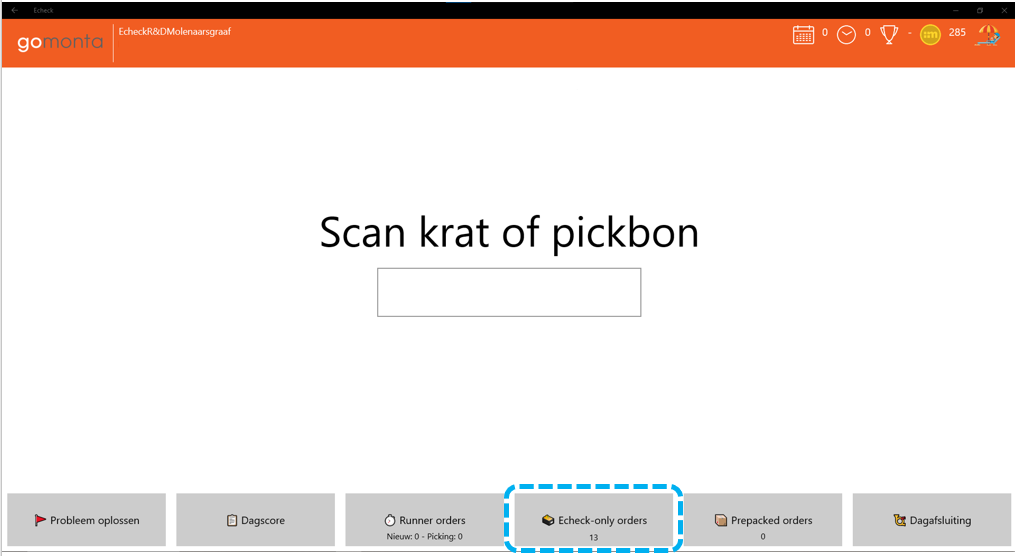 Echeck
gomonta
EcheckR&DMolenaarsgraaf
0
0
-
m
285
Scan krat of pickbon
Probleem oplossen
Dagscore
Runner orders
Nieuw: 0 - Picking: 0
Echeck-only orders
13
Prepacked orders
0
Dagafsluiting